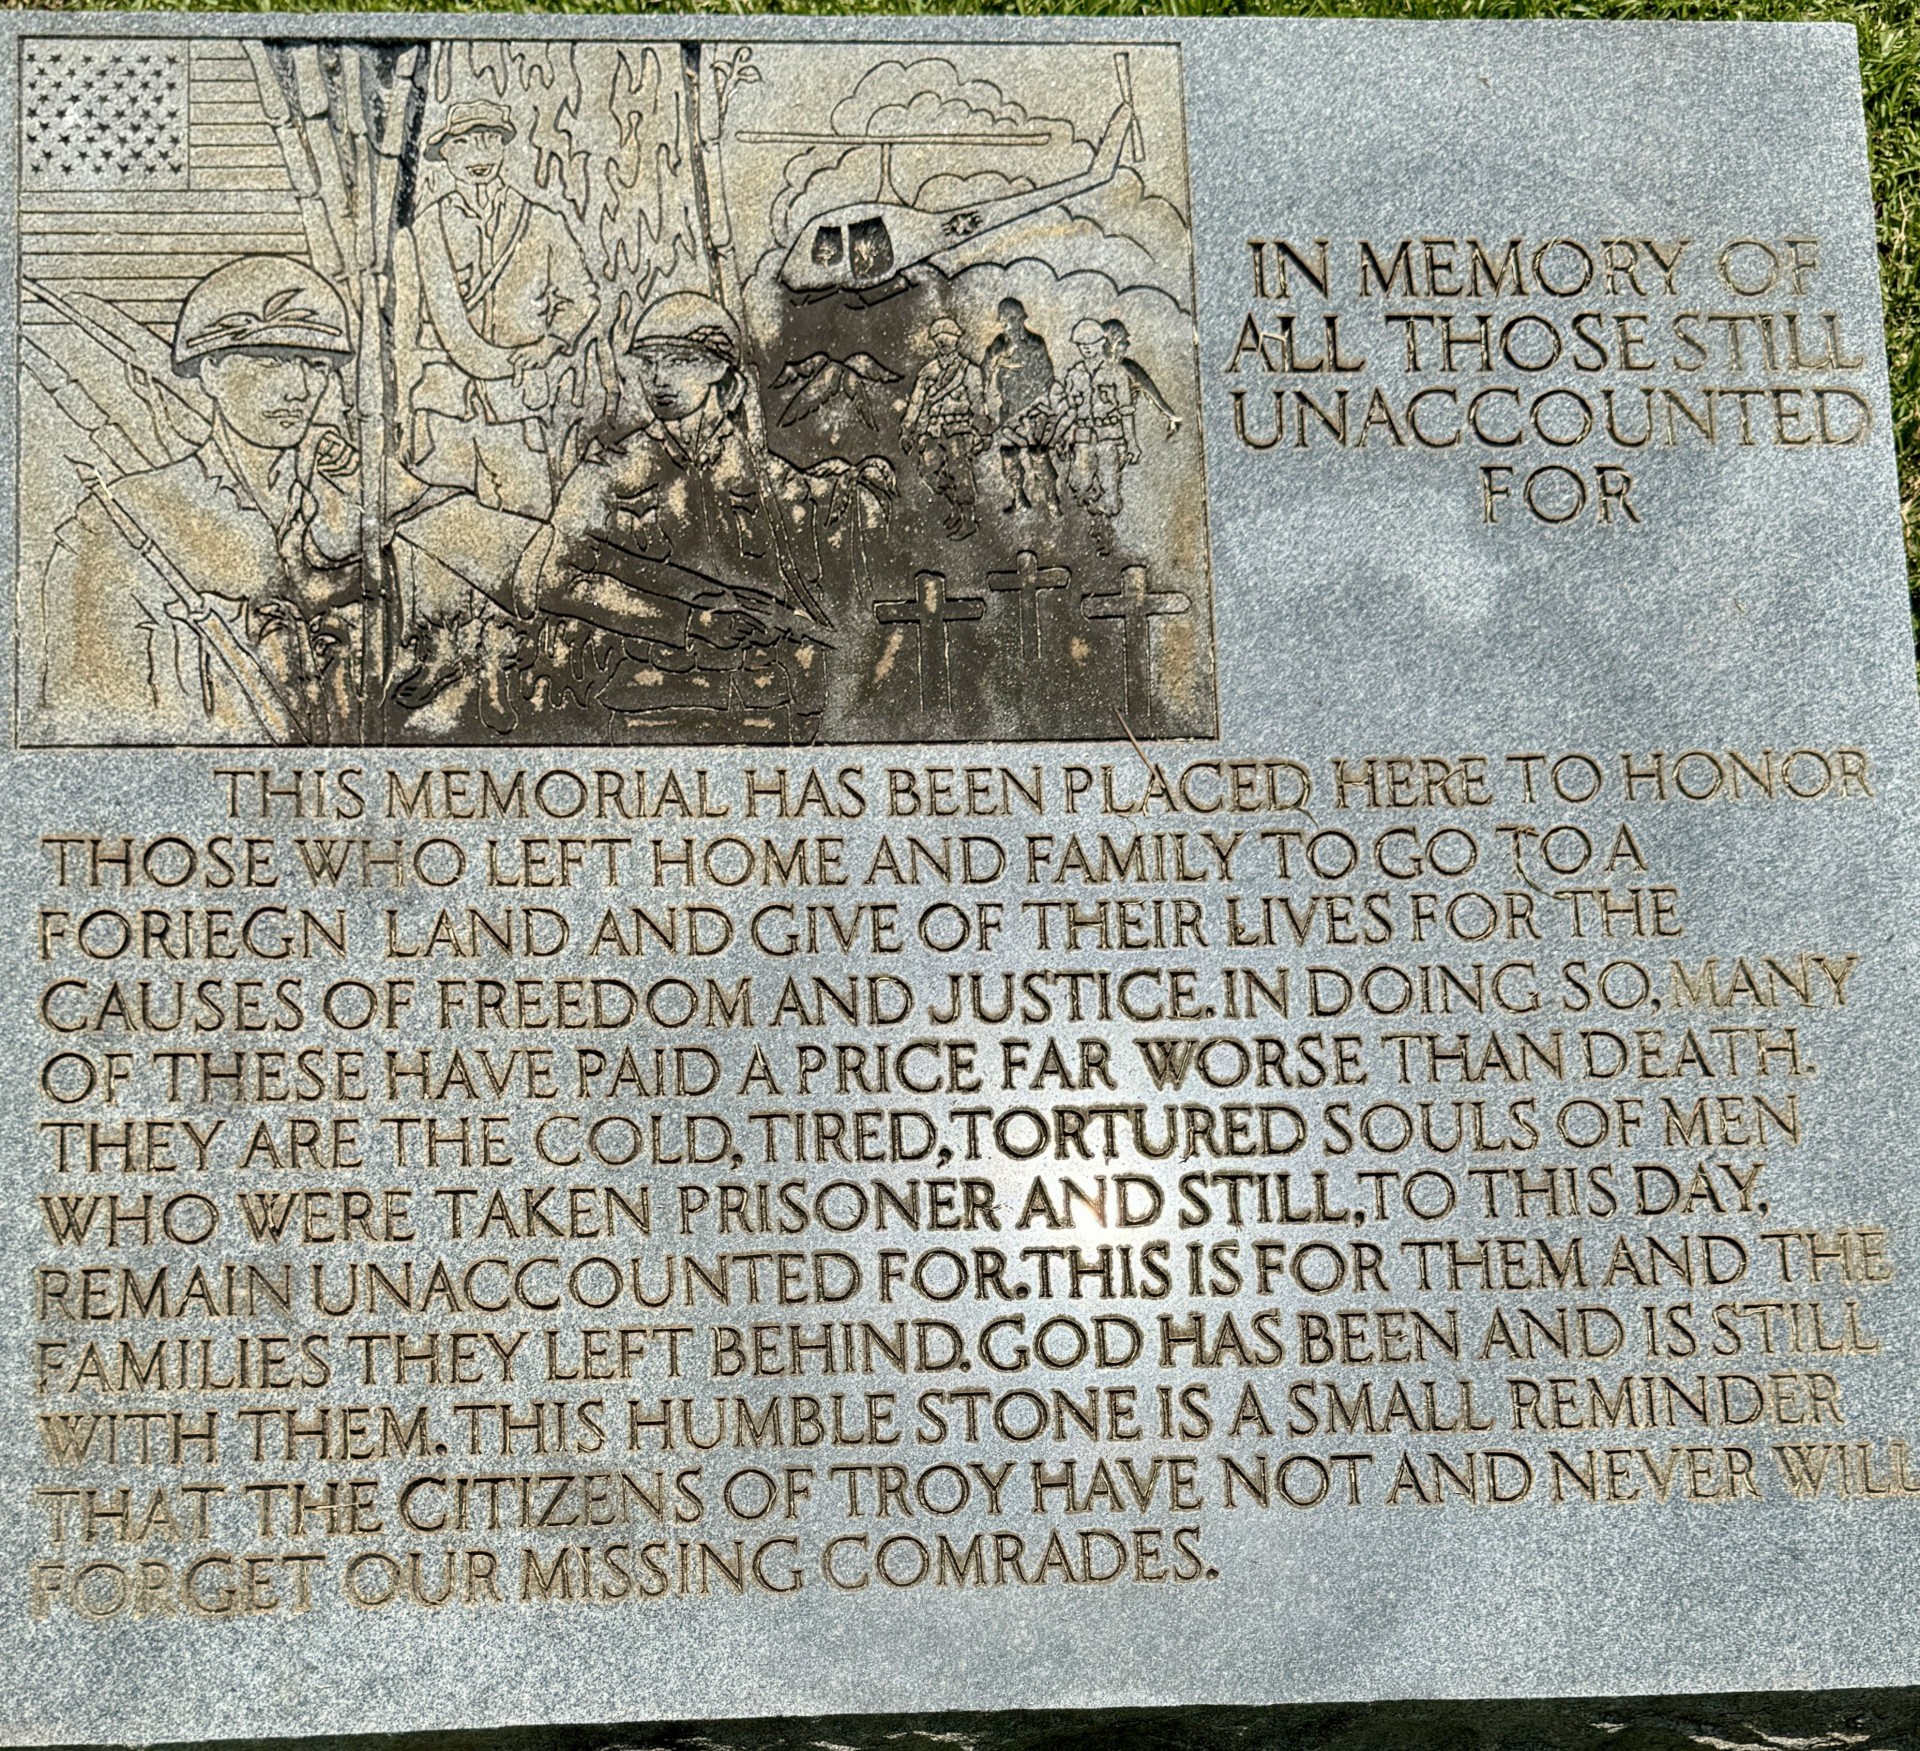 IN MEMORY OF
ALL THOSE STILL
UNACCOUNTED
FOR
THIS MEMORIAL HAS BEEN PLACED HERE TO HONOR
THOSE WHO LEFT HOME AND FAMILY TO GO TO A
FORIEGN LAND AND GIVE OF THEIR LIVES FOR THE
CAUSES OF FREEDOM AND JUSTICE. IN DOING SO, MANY
OF THESE HAVE PAID A PRICE FAR WORSE THAN DEATH.
THEY ARE THE COLD, TIRED, TORTURED SOULS OF MEN
WHO WERE TAKEN PRISONER AND STILL, TO THIS DAY,
REMAIN UNACCOUNTED FOR. THIS IS FOR THEM AND THE
FAMILIES THEY LEFT BEHIND. GOD HAS BEEN AND IS STILL
WITH THEM. THIS HUMBLE STONE IS A SMALL REMINDER
THAT THE CITIZENS OF TROY HAVE NOT AND NEVER WILL
FORGET OUR MISSING COMRADES.